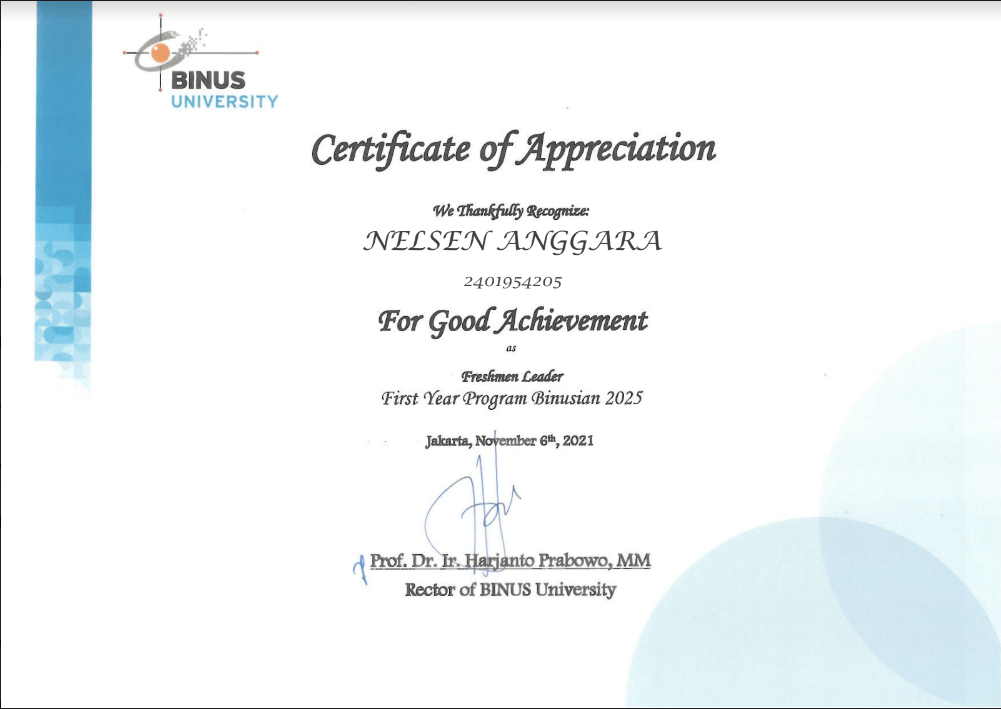 BINUS
UNIVERSITY
Certificate of Appreciation
We Thankfully Recognize:
NELSEN ANGGARA
2401954205
For Good Achievement
as
Freshmen Leader
First Year Program Binusian 2025
Jakarta, November 6th, 2021
Prof. Dr. Ir. Harjanto Prabowo, MM
Rector of BINUS University